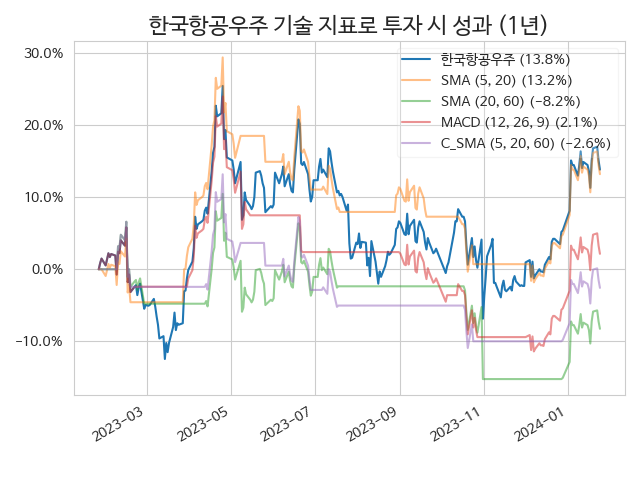 한국항공우주 기술 지표로 투자 시 성과 (1년)
30.0%
20.0%
10.0%
0.0%
−10.0%
한국항공우주 (13.8%)
SMA (5, 20) (13.2%)
SMA (20, 60) (−8.2%)
MACD (12, 26, 9) (2.1%)
C_SMA (5, 20, 60) (−2.6%)
2023-03
2023-05
2023-07
2023-09
2023-11
2024-01